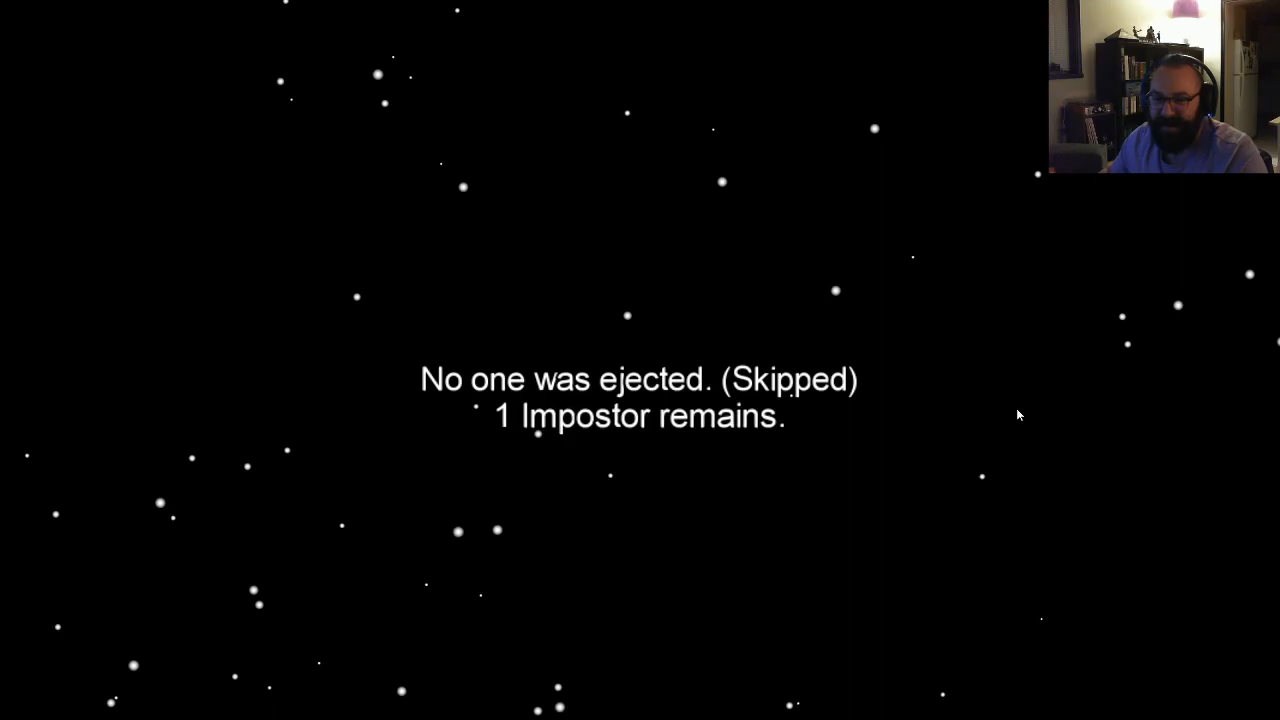 No one was ejected. (Skipped)
1 Impostor remains.